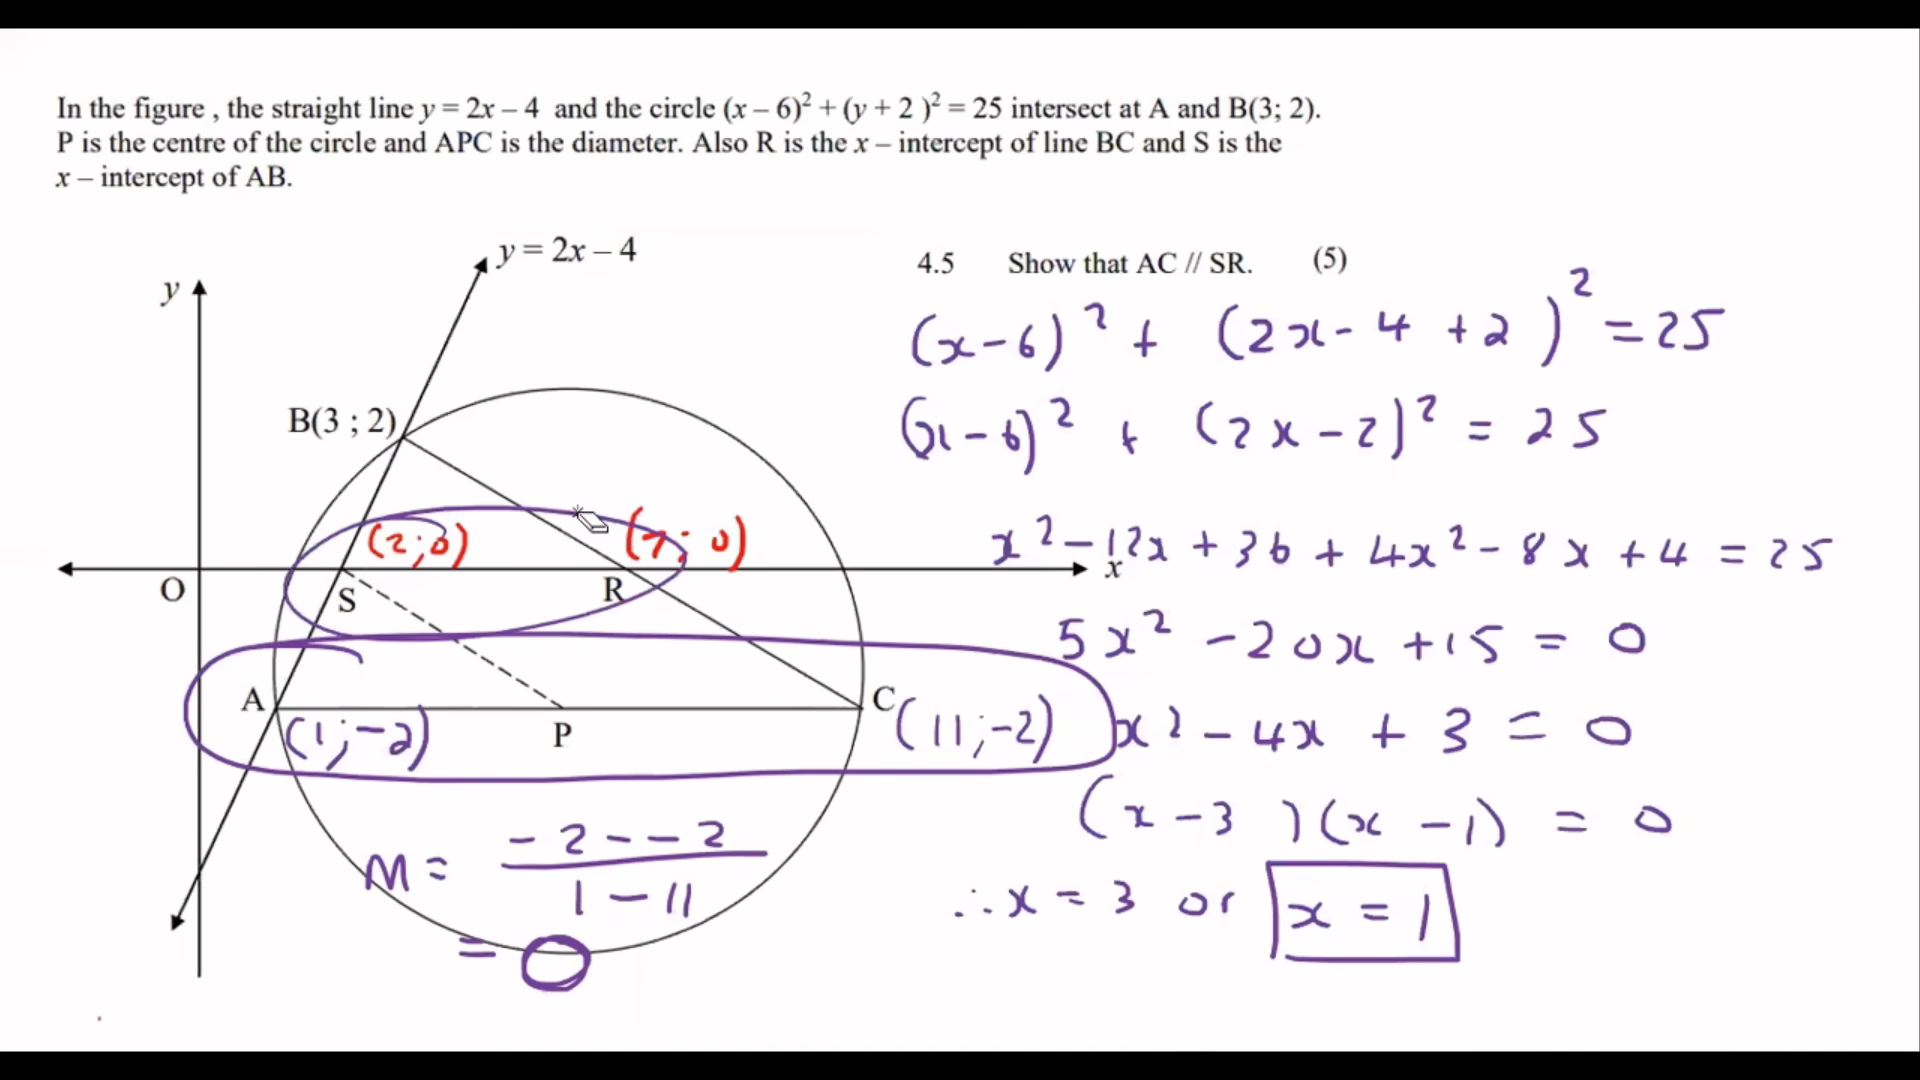 In the figure , the straight line y = 2x – 4 and the circle (x – 6)² + (y + 2 )² = 25 intersect at A and B(3; 2).
P is the centre of the circle and APC is the diameter. Also R is the x – intercept of line BC and S is the
x – intercept of AB.
y = 2x – 4
4.5 Show that AC // SR. (5)
y
(x-6)² + (2x-4+2)² = 25
B(3 ; 2)
(x-6)² + (2x-2)² = 25
(2;0)
(7;0)
x
x²-12x+36+4x²-8x+4=25
O
S
R
5x²-20x+15=0
A
(1;-2)
P
C
(11;-2)
x²-4x+3=0
(x-3)(x-1)=0
M = -2--2
1-11
∴x=3 or x=1
= 0